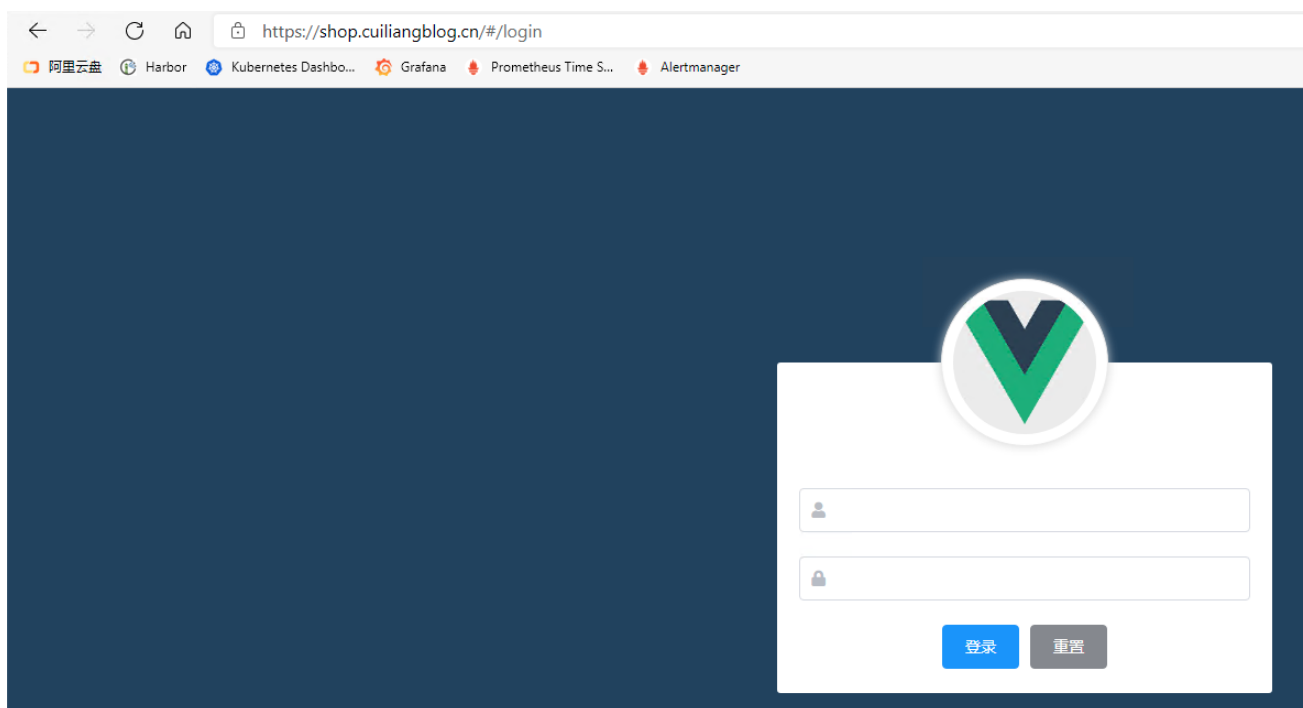 https://shop.cuiliangblog.cn/#/login
阿里云盘 Harbor Kubernetes Dashbo... Grafana Prometheus Time S... Alertmanager
登录 重置